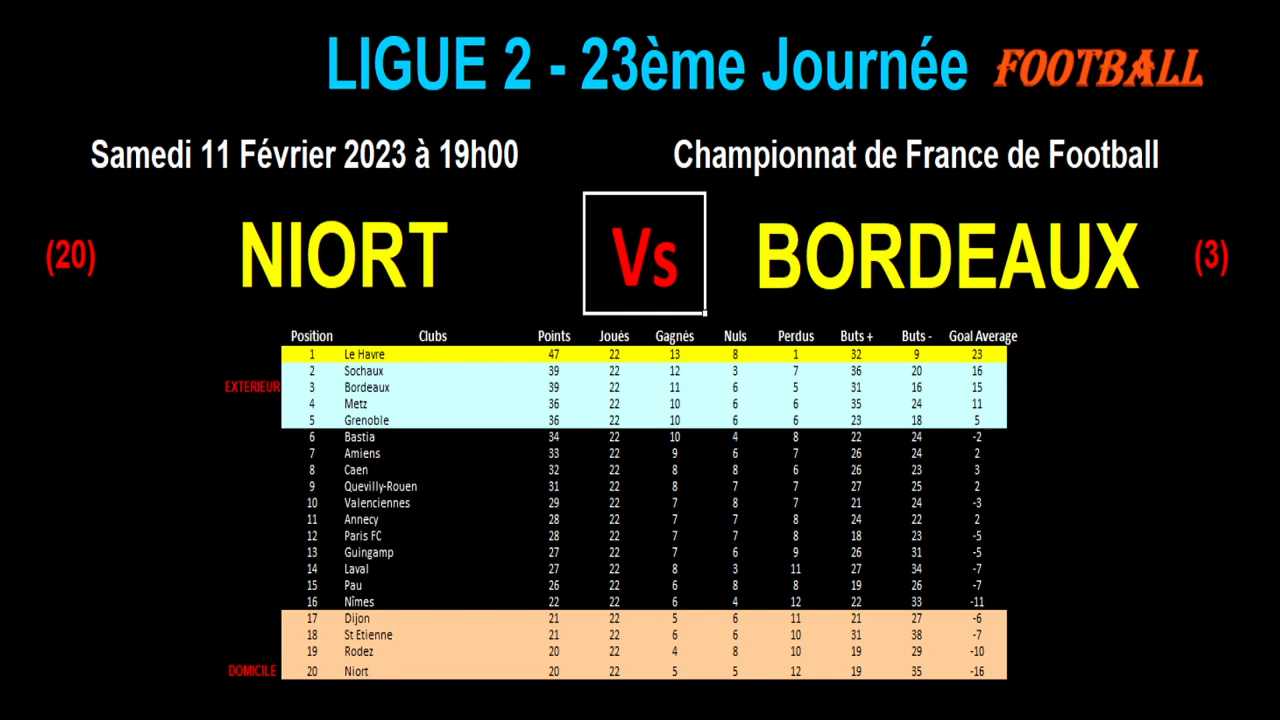 LIGUE 2 - 23ème Journée FOOTBALL
Samedi 11 Février 2023 à 19h00 Championnat de France de Football
(20) NIORT Vs BORDEAUX (3)
Position Clubs Points Joués Gagnés Nuls Perdus Buts + Buts - Goal Average
1 Le Havre 47 22 13 8 1 32 9 23
2 Sochaux 39 22 12 3 7 36 20 16
EXTERIEUR 3 Bordeaux 39 22 11 6 5 31 16 15
4 Metz 36 22 10 6 6 35 24 11
5 Grenoble 36 22 10 6 6 23 18 5
6 Bastia 34 22 10 4 8 22 24 -2
7 Amiens 33 22 9 6 7 26 24 2
8 Caen 32 22 8 8 6 26 23 3
9 Quevilly-Rouen 31 22 8 7 7 27 25 2
10 Valenciennes 29 22 7 8 7 21 24 -3
11 Annecy 28 22 7 7 8 24 22 2
12 Paris FC 28 22 7 7 8 18 23 -5
13 Guingamp 27 22 7 6 9 26 31 -5
14 Laval 27 22 8 3 11 27 34 -7
15 Pau 26 22 6 8 8 19 26 -7
16 Nîmes 22 22 6 4 12 22 33 -11
17 Dijon 21 22 5 6 11 21 27 -6
18 St Etienne 21 22 6 6 10 31 38 -7
19 Rodez 20 22 4 8 10 19 29 -10
DOMICILE 20 Niort 20 22 5 5 12 19 35 -16